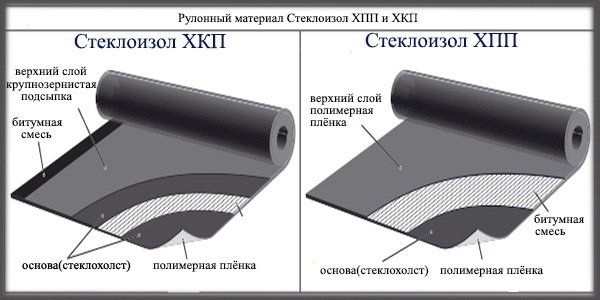 Рулонный материал Стеклоизол ХПП и ХКП
Стеклоизол ХКП
верхний слой
крупнозернистая
подсыпка
битумная
смесь
основа(стеклохолст)
полимерная плёнка
Стеклоизол ХПП
верхний слой
полимерная
плёнка
битумная
смесь
основа(стеклохолст)
полимерная плёнка